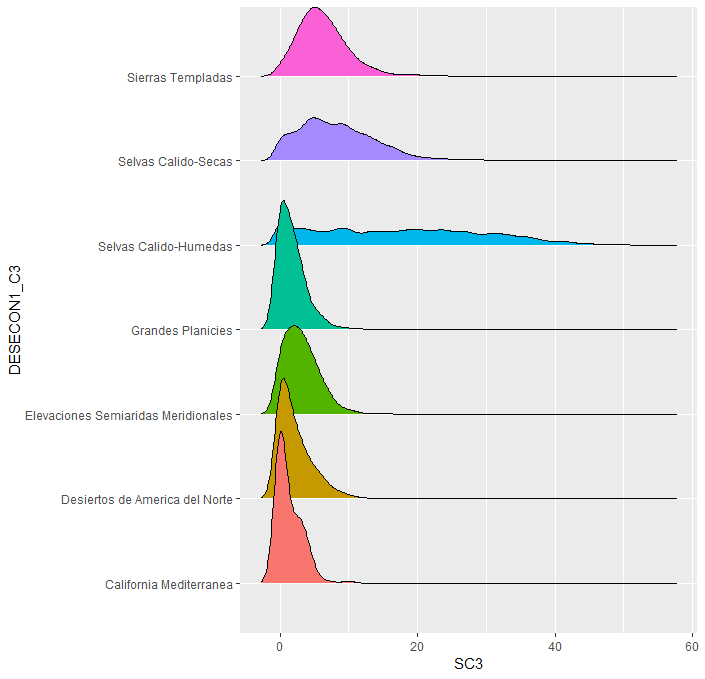 Sierras Templadas
Selvas Calido-Secas
Selvas Calido-Humedas
Grandes Planicies
Elevaciones Semiaridas Meridionales
Desiertos de America del Norte
California Mediterranea
DESECON1_C3
0 20 40 60
SC3